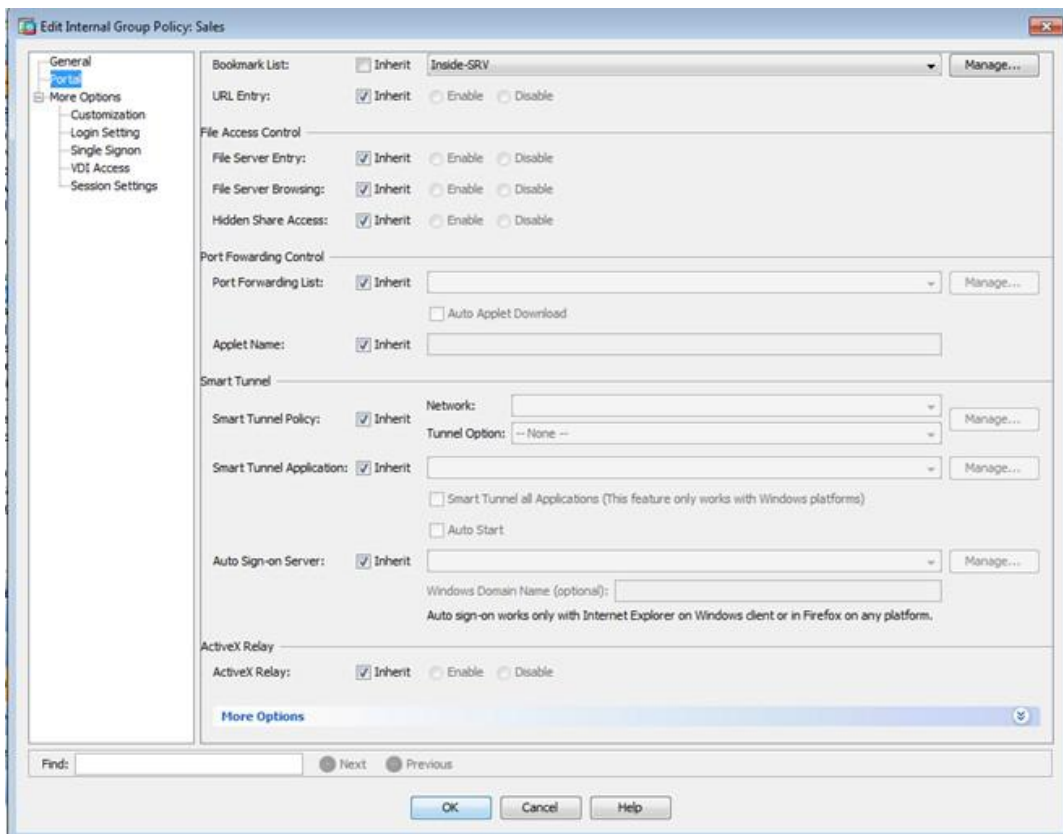 Edit Internal Group Policy: Sales
General
Portal
More Options
Customization
Login Setting
Single Signon
VDI Access
Session Settings
Bookmark List: Inherit Inside-SRV Manage...
URL Entry: Inherit Enable Disable
File Access Control
File Server Entry: Inherit Enable Disable
File Server Browsing: Inherit Enable Disable
Hidden Share Access: Inherit Enable Disable
Port Fowarding Control
Port Forwarding List: Inherit Manage...
Auto Applet Download
Applet Name: Inherit
Smart Tunnel
Network:
Smart Tunnel Policy: Inherit Manage...
Tunnel Option: -- None --
Smart Tunnel Application: Inherit Manage...
Smart Tunnel all Applications (This feature only works with Windows platforms)
Auto Start
Auto Sign-on Server: Inherit Manage...
Windows Domain Name (optional):
Auto sign-on works only with Internet Explorer on Windows client or in Firefox on any platform.
ActiveX Relay
ActiveX Relay: Inherit Enable Disable
More Options
Find: Next Previous
OK Cancel Help